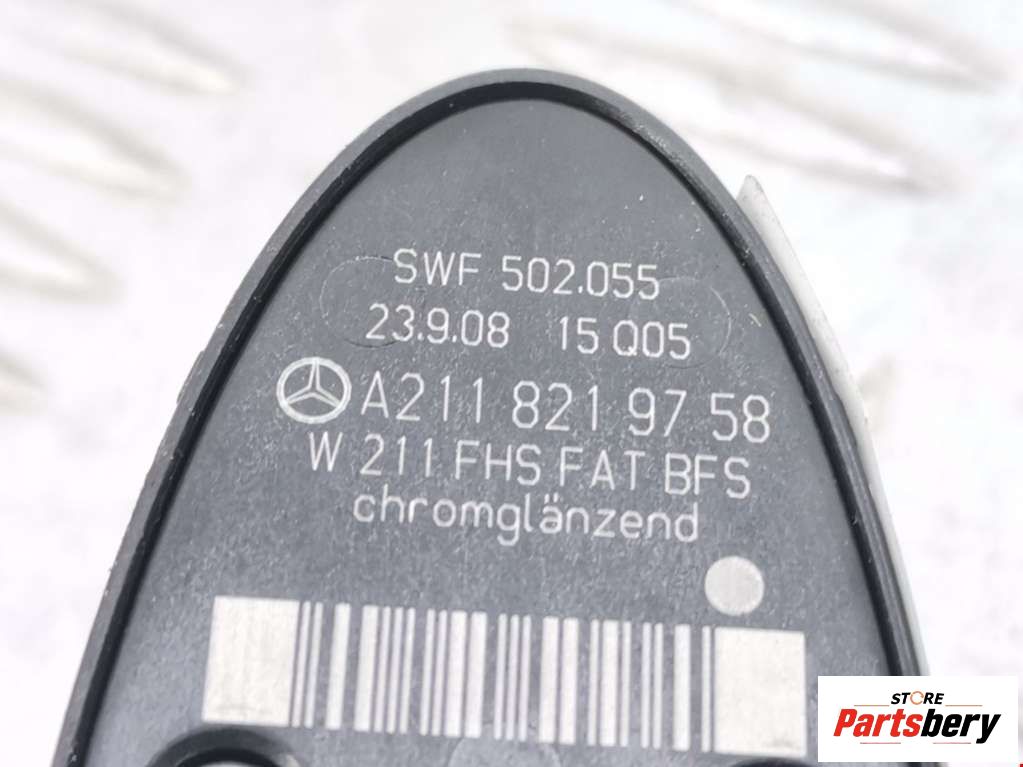 SWF 502.055
23.9.08 15 Q05
A211 821 97 58
W 211 FHS FAT BFS
chromglänzend
STORE
Partsbery